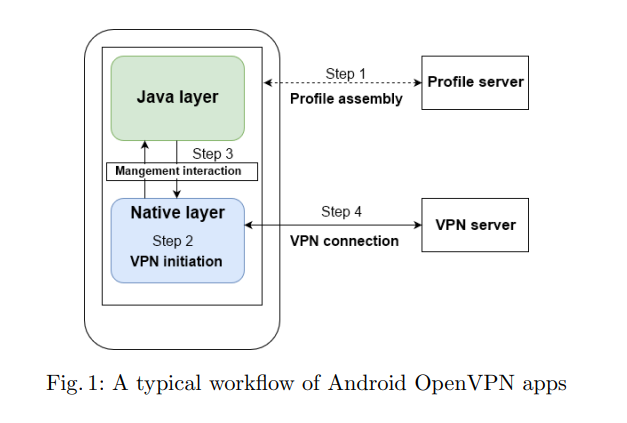 Java layer
Step 1
Profile assembly
Profile server
Step 3
Mangement interaction
Native layer
Step 2
VPN initiation
Step 4
VPN connection
VPN server
Fig. 1: A typical workflow of Android OpenVPN apps